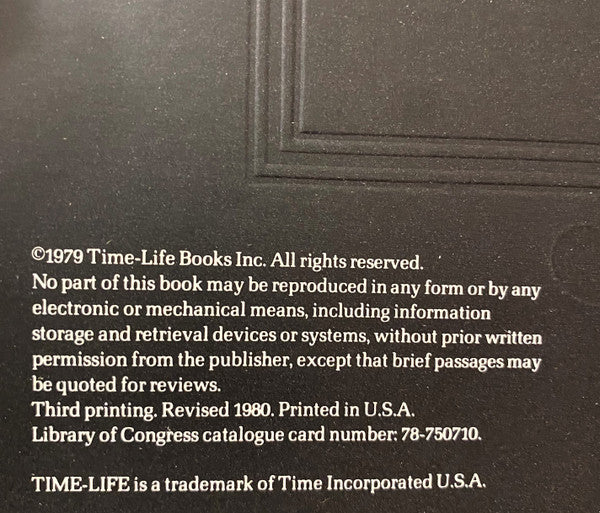 ©1979 Time-Life Books Inc. All rights reserved.
No part of this book may be reproduced in any form or by any
electronic or mechanical means, including information
storage and retrieval devices or systems, without prior written
permission from the publisher, except that brief passages may
be quoted for reviews.
Third printing. Revised 1980. Printed in U.S.A.
Library of Congress catalogue card number: 78-750710.
TIME-LIFE is a trademark of Time Incorporated U.S.A.